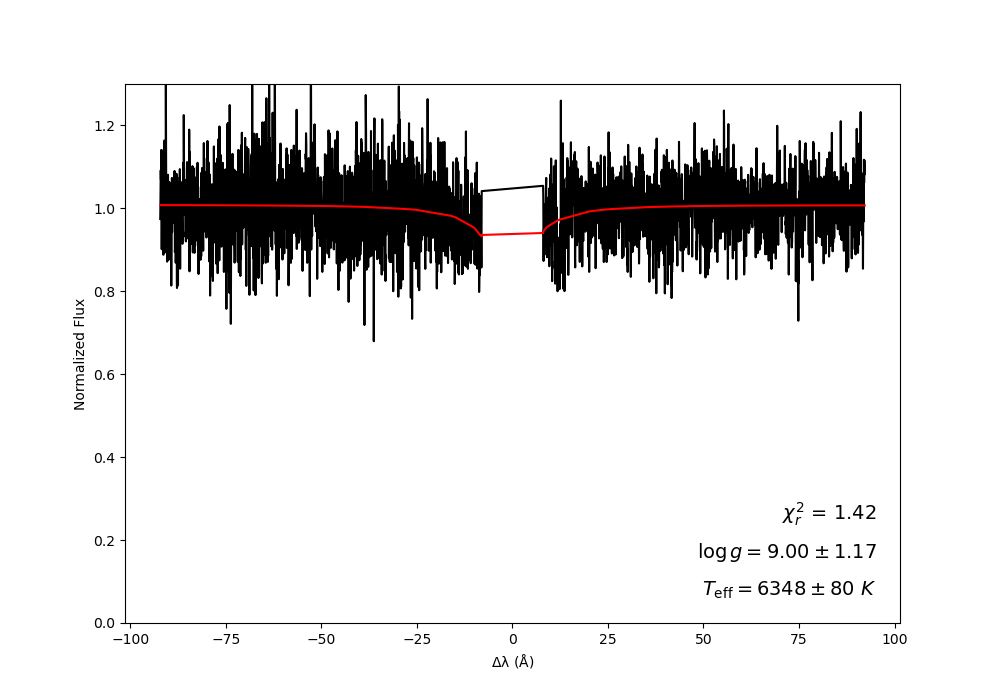 1.2
1.0
0.8
0.6
0.4
0.2
0.0
Normalized Flux
χ²ᵣ = 1.42
log g = 9.00 ± 1.17
T_eff = 6348 ± 80 K
−100 −75 −50 −25 0 25 50 75 100
Δλ (Å)